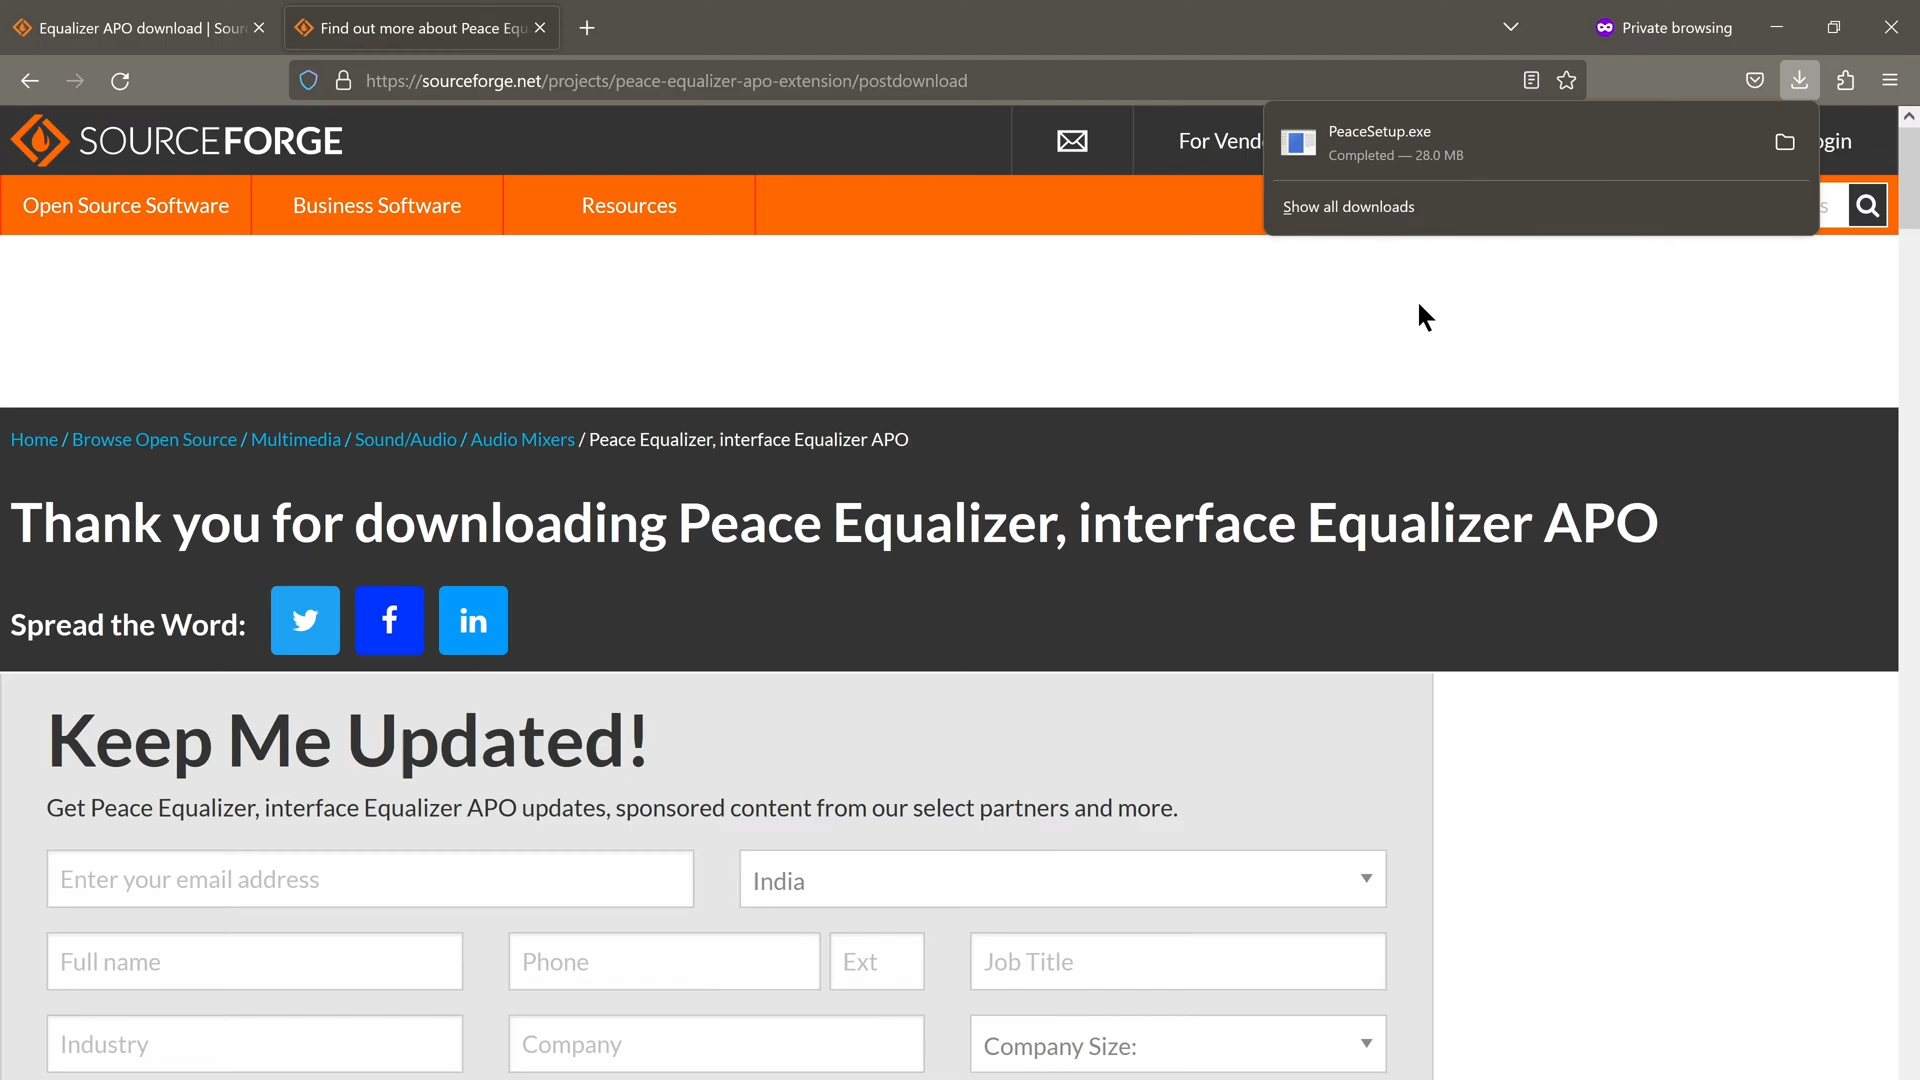 Equalizer APO download | Sour
Find out more about Peace Equ
Private browsing
https://sourceforge.net/projects/peace-equalizer-apo-extension/postdownload
SOURCEFORGE
For Vend
PeaceSetup.exe
Completed — 28.0 MB
gin
Open Source Software
Business Software
Resources
Show all downloads
s
Home / Browse Open Source / Multimedia / Sound/Audio / Audio Mixers / Peace Equalizer, interface Equalizer APO
Thank you for downloading Peace Equalizer, interface Equalizer APO
Spread the Word:
Keep Me Updated!
Get Peace Equalizer, interface Equalizer APO updates, sponsored content from our select partners and more.
Enter your email address
India
Full name
Phone
Ext
Job Title
Industry
Company
Company Size: